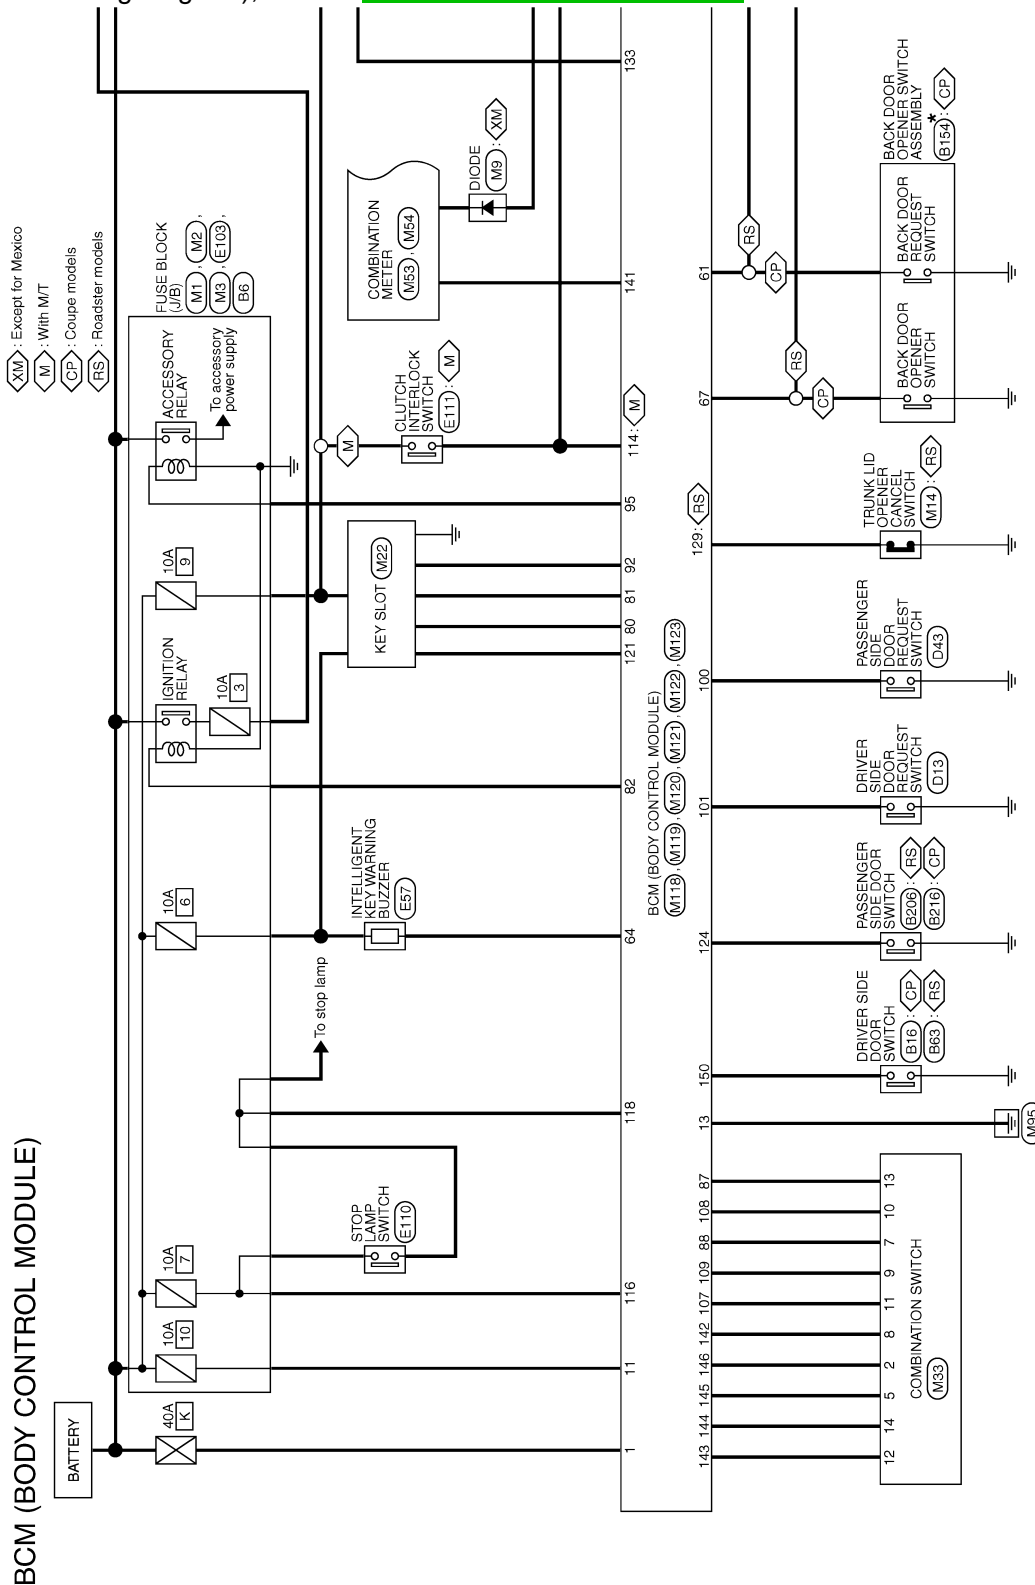 BCM (BODY CONTROL MODULE)
XM : Except for Mexico
M : With M/T
CP : Coupe models
RS : Roadster models
BATTERY
40A
K
10A
10
10A
7
10A
6
IGNITION
RELAY
10A
3
10A
9
ACCESSORY
RELAY
To accessory
power supply
FUSE BLOCK
(J/B)
M1 , M2 ,
M3 , E103 ,
B6
STOP
LAMP
SWITCH
E110
To stop lamp
INTELLIGENT
KEY WARNING
BUZZER
E57
KEY SLOT M22
M
CLUTCH
INTERLOCK
SWITCH
E111 : M
COMBINATION
METER
M53 , M54
DIODE
M9 : XM
1
11
116
118
64
82
121
80
81
92
95
114: M
141
133
BCM (BODY CONTROL MODULE)
M118 , M119 , M120 , M121 , M122 , M123
143
144
145
146
142
107
109
88
108
87
13
150
124
101
100
129: RS
67
61
12
14
5
2
8
11
9
7
10
13
COMBINATION SWITCH
M33
M95
DRIVER SIDE
DOOR
SWITCH
B16 : CP
B63 : RS
PASSENGER
SIDE DOOR
SWITCH
B206 : RS
B216 : CP
DRIVER
SIDE
DOOR
REQUEST
SWITCH
D13
PASSENGER
SIDE
DOOR
REQUEST
SWITCH
D43
TRUNK LID
OPENER
CANCEL
SWITCH
M14 : RS
RS
CP
RS
CP
BACK DOOR
OPENER
SWITCH
BACK DOOR
REQUEST
SWITCH
BACK DOOR
OPENER SWITCH
ASSEMBLY
B154 * : CP